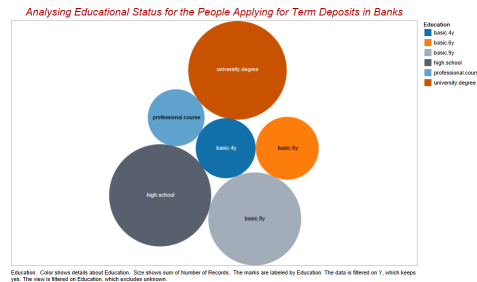 Analysing Educational Status for the People Applying for Term Deposits in Banks
Education
basic.4y
basic.6y
basic.9y
high.school
professional.cour
university.degree
university.degree
professional.course
basic.4y
basic.6y
high.school
basic.9y
Education. Color shows details about Education. Size shows sum of Number of Records. The marks are labeled by Education. The data is filtered on Y, which keeps
yes. The view is filtered on Education, which excludes unknown.